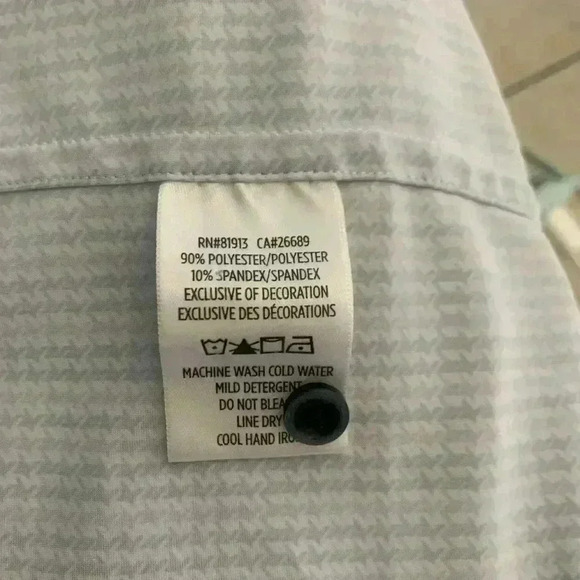 RN#81913 CA#26689
90% POLYESTER/POLYESTER
10% SPANDEX/SPANDEX
EXCLUSIVE OF DECORATION
EXCLUSIVE DES DÉCORATIONS
MACHINE WASH COLD WATER
MILD DETERGENT
DO NOT
LINE DRY
COOL HAND